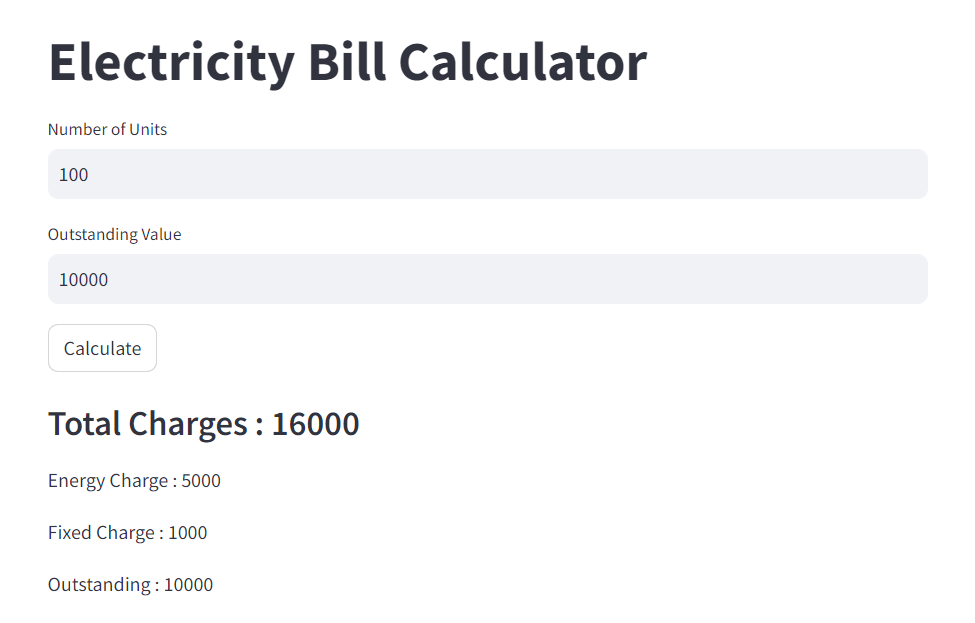 Electricity Bill Calculator
Number of Units
100
Outstanding Value
10000
Calculate
Total Charges : 16000
Energy Charge : 5000
Fixed Charge : 1000
Outstanding : 10000